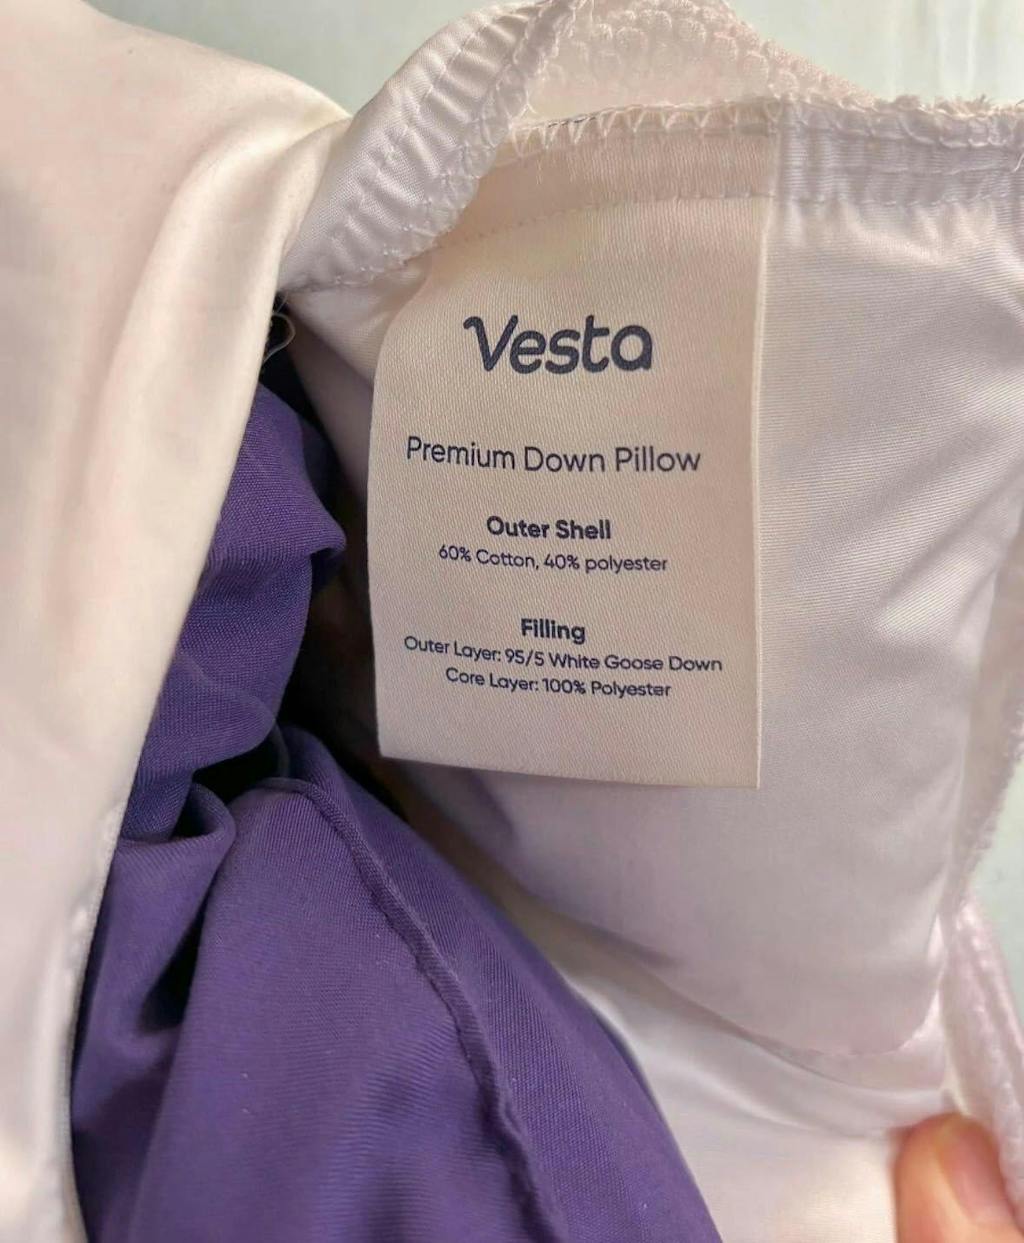 Vesta
Premium Down Pillow
Outer Shell
60% Cotton, 40% polyester
Filling
Outer Layer: 95/5 White Goose Down
Core Layer: 100% Polyester